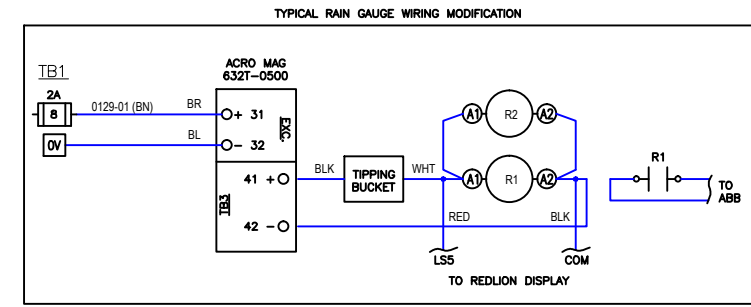 TYPICAL RAIN GAUGE WIRING MODIFICATION
ACRO MAG
632T-0500
TB1
2A
8
0129-01 (BN)
BR
+ 31
EXC.
0V
BL
- 32
A1
R2
A2
41 +
BLK
TIPPING
BUCKET
WHT
A1
R1
A2
R1
TO
ABB
TB3
42 -
RED
BLK
LS5
COM
TO REDLION DISPLAY